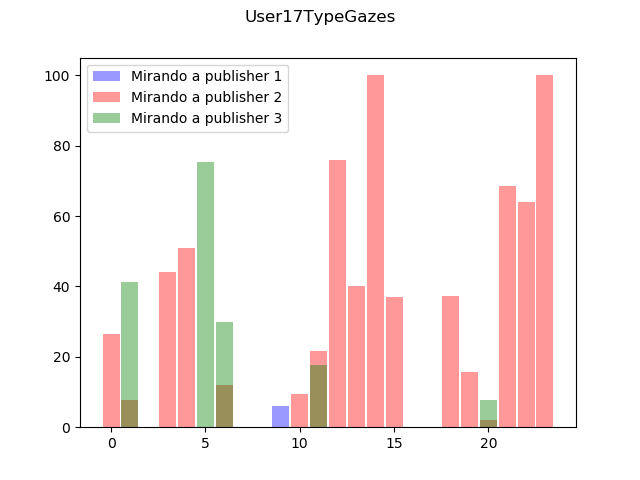 User17TypeGazes
Mirando a publisher 1
Mirando a publisher 2
Mirando a publisher 3
100
80
60
40
20
0
0 5 10 15 20